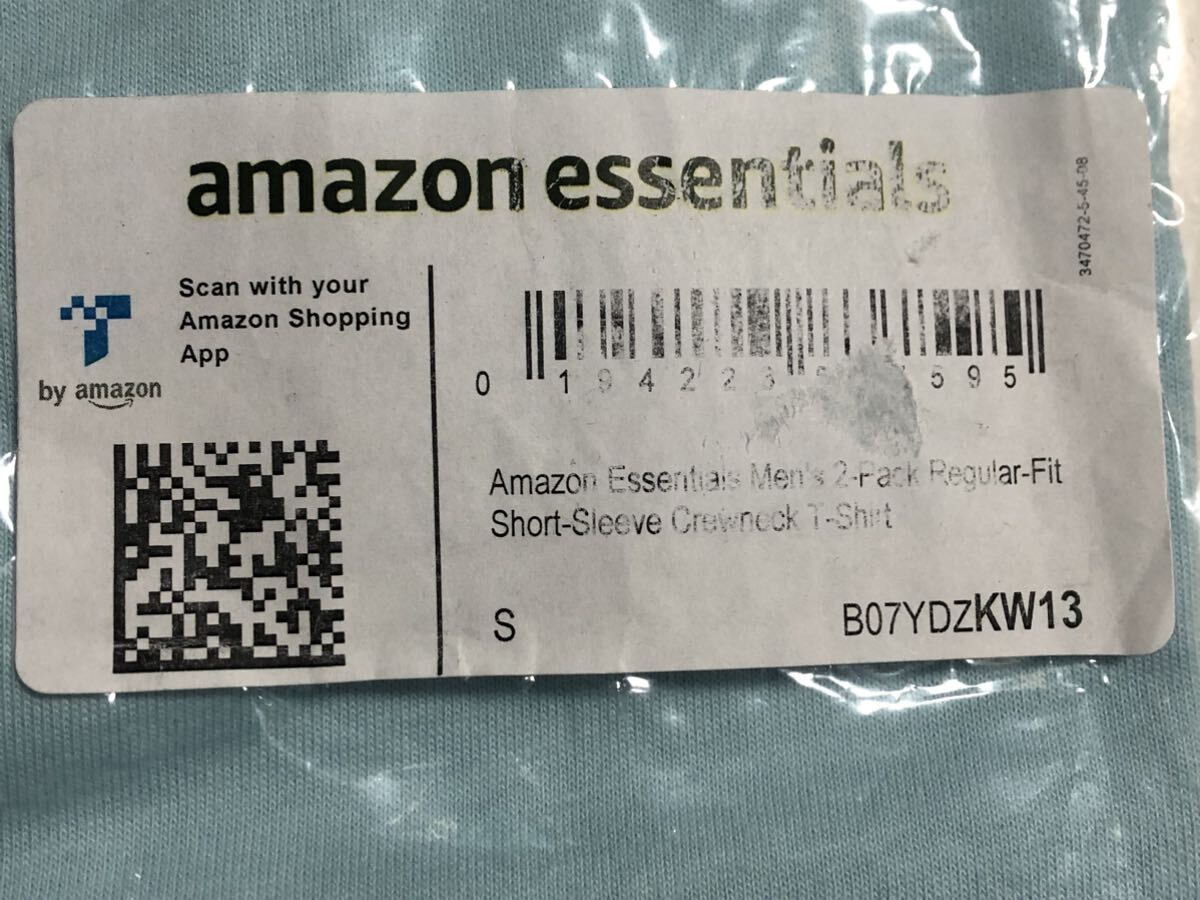 amazon essentials
3470472-5-45-08
Scan with your
Amazon Shopping
App
by amazon
Amazon Essentials Men's 2-Pack Regular-Fit
Short-Sleeve Crewneck T-Shirt
S
B07YDZKW13